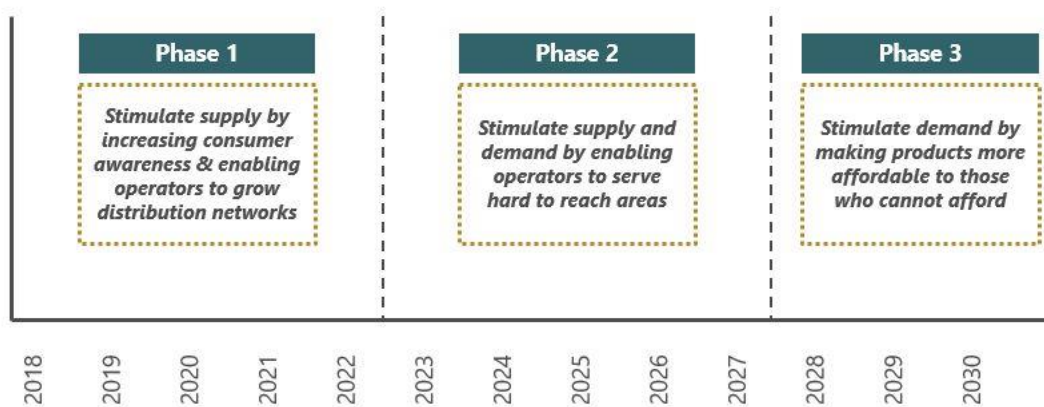 Phase 1
Stimulate supply by
increasing consumer
awareness & enabling
operators to grow
distribution networks
Phase 2
Stimulate supply and
demand by enabling
operators to serve
hard to reach areas
Phase 3
Stimulate demand by
making products more
affordable to those
who cannot afford
2018
2019
2020
2021
2022
2023
2024
2025
2026
2027
2028
2029
2030